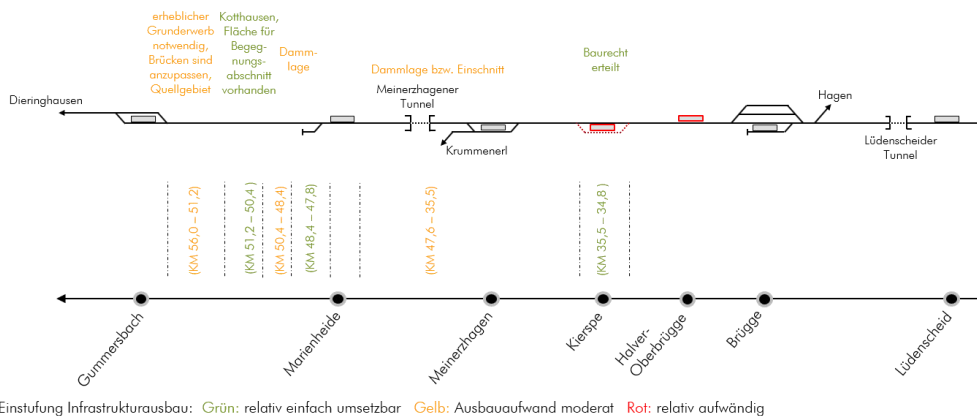 erheblicher
Grunderwerb
notwendig,
Brücken sind
anzupassen,
Quellgebiet
Kotthausen,
Fläche für
Begeg-
nungs-
abschnitt
vorhanden
Damm-
lage
Dammlage bzw. Einschnitt
Baurecht
erteilt
Dieringhausen
Meinerzhagener
Tunnel
Krummenerl
Hagen
Lüdenscheider
Tunnel
(KM 56,0 – 51,2)
(KM 51,2 – 50,4 )
(KM 50,4 – 48,4)
(KM 48,4 – 47,8)
(KM 47,6 – 35,5)
(KM 35,5 – 34,8 )
Gummersbach
Marienheide
Meinerzhagen
Kierspe
Halver-
Oberbrügge
Brügge
Lüdenscheid
Einstufung Infrastrukturausbau: Grün: relativ einfach umsetzbar Gelb: Ausbauaufwand moderat Rot: relativ aufwändig